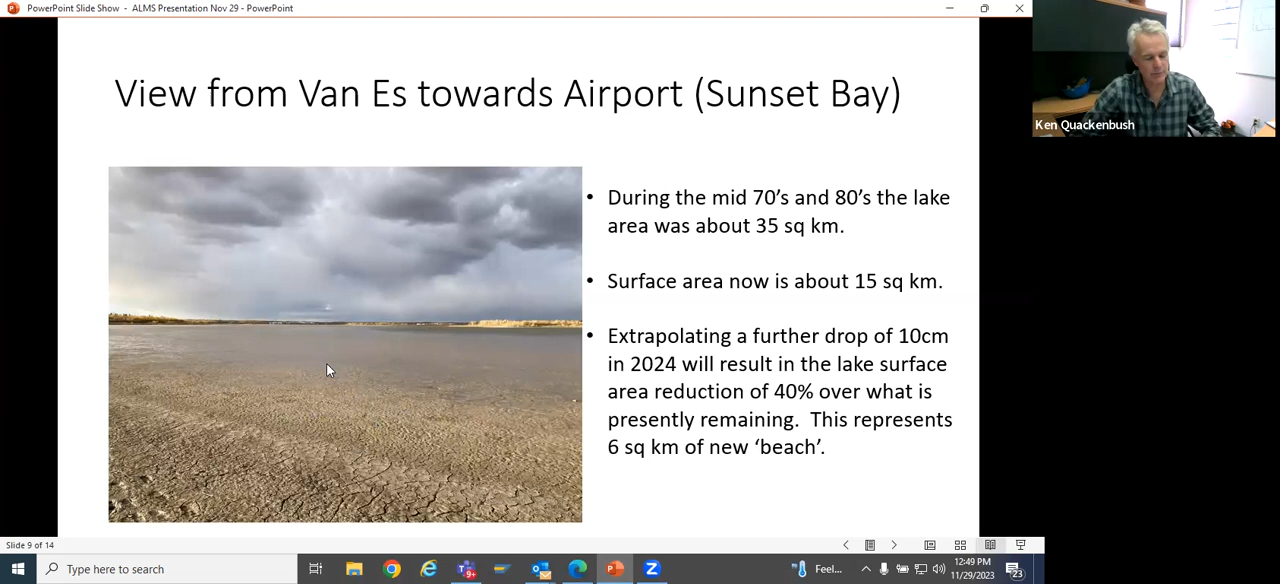 PowerPoint Slide Show - ALMS Presentation Nov 29 - PowerPoint
View from Van Es towards Airport (Sunset Bay)
• During the mid 70's and 80's the lake
area was about 35 sq km.
• Surface area now is about 15 sq km.
• Extrapolating a further drop of 10cm
in 2024 will result in the lake surface
area reduction of 40% over what is
presently remaining. This represents
6 sq km of new ‘beach’.
Ken Quackenbush
Slide 9 of 14
Type here to search
9+
Feel...
12:49 PM
11/29/2023
23